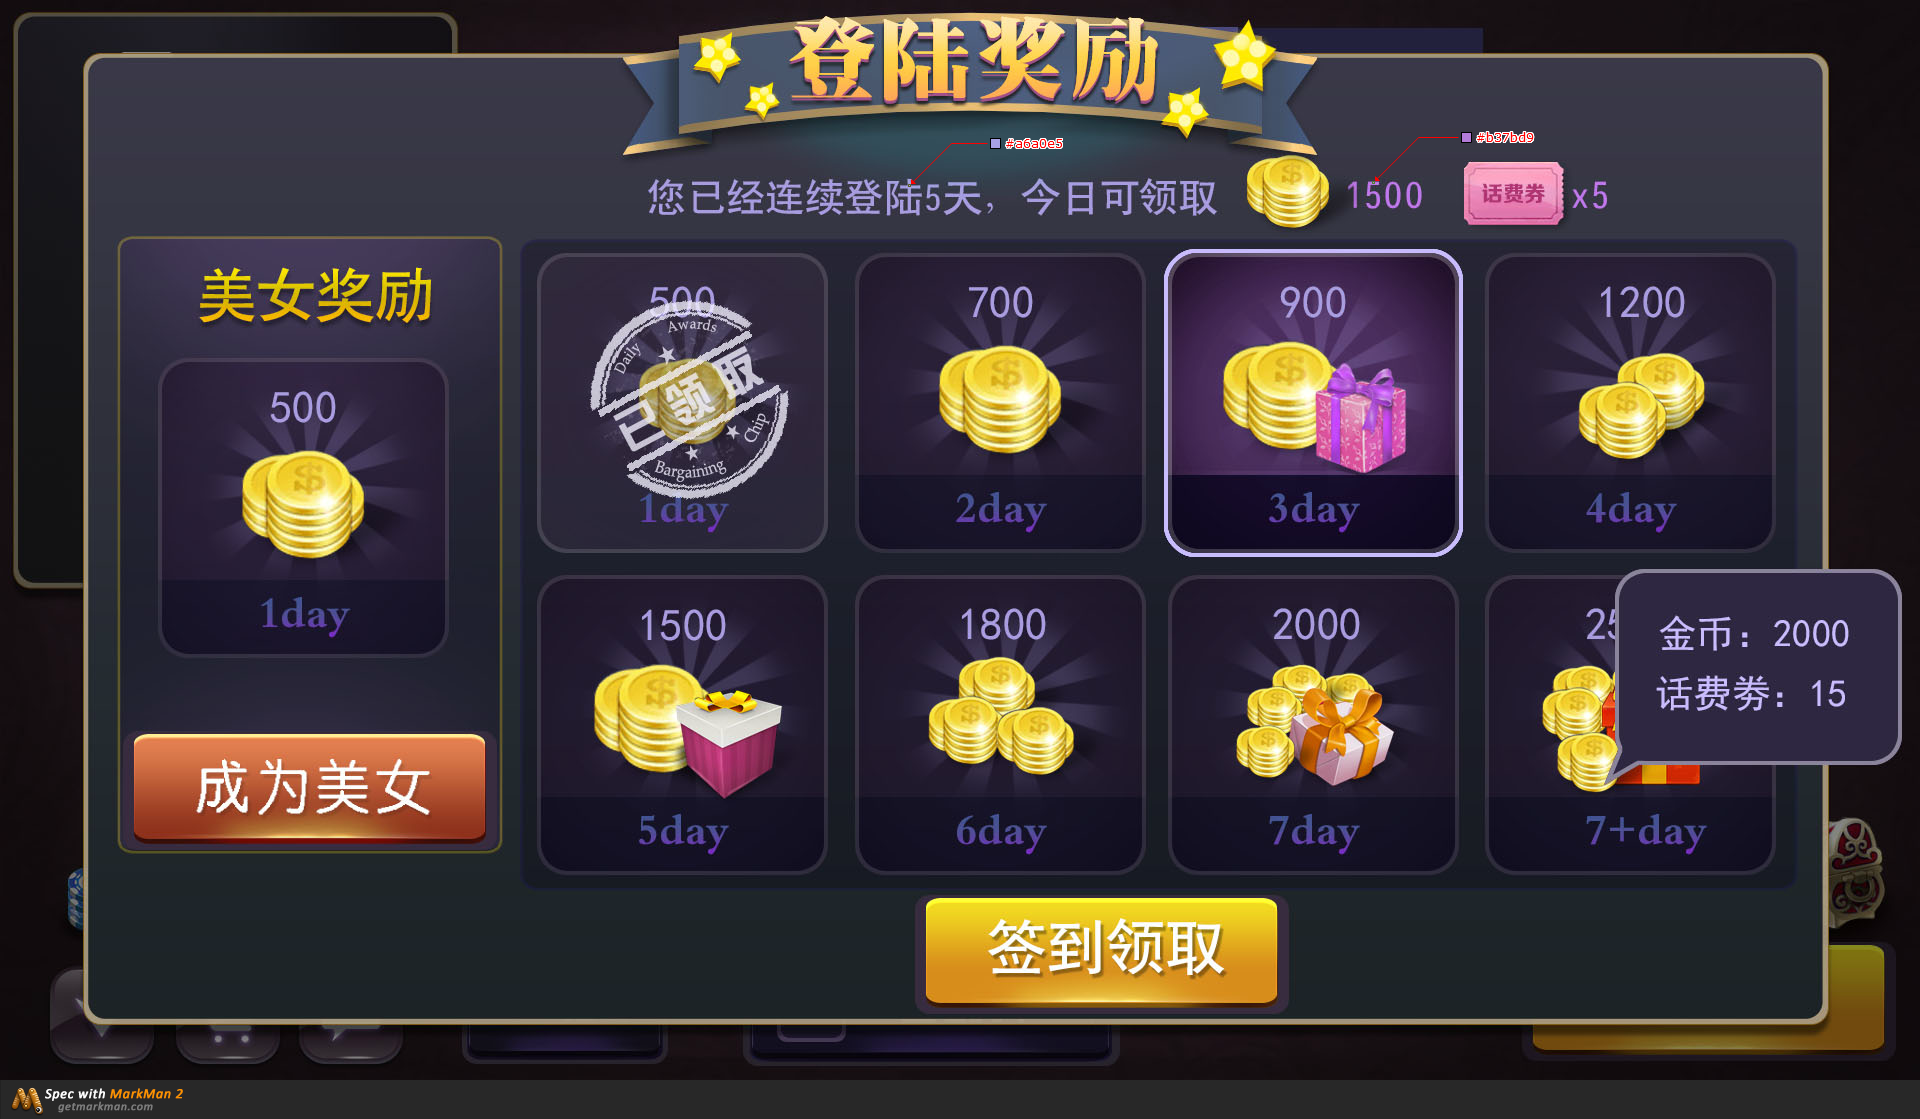 登陆奖励
#a6a0e5
#b37bd9
您已经连续登陆5天，今日可领取
1500
话费券
x5
美女奖励
500
1day
成为美女
500
Daily Awards
已领取
Bargaining Chip
1day
700
2day
900
3day
1200
4day
1500
5day
1800
6day
2000
7day
25
7+day
金币：2000
话费券：15
签到领取
Spec with MarkMan 2
getmarkman.com